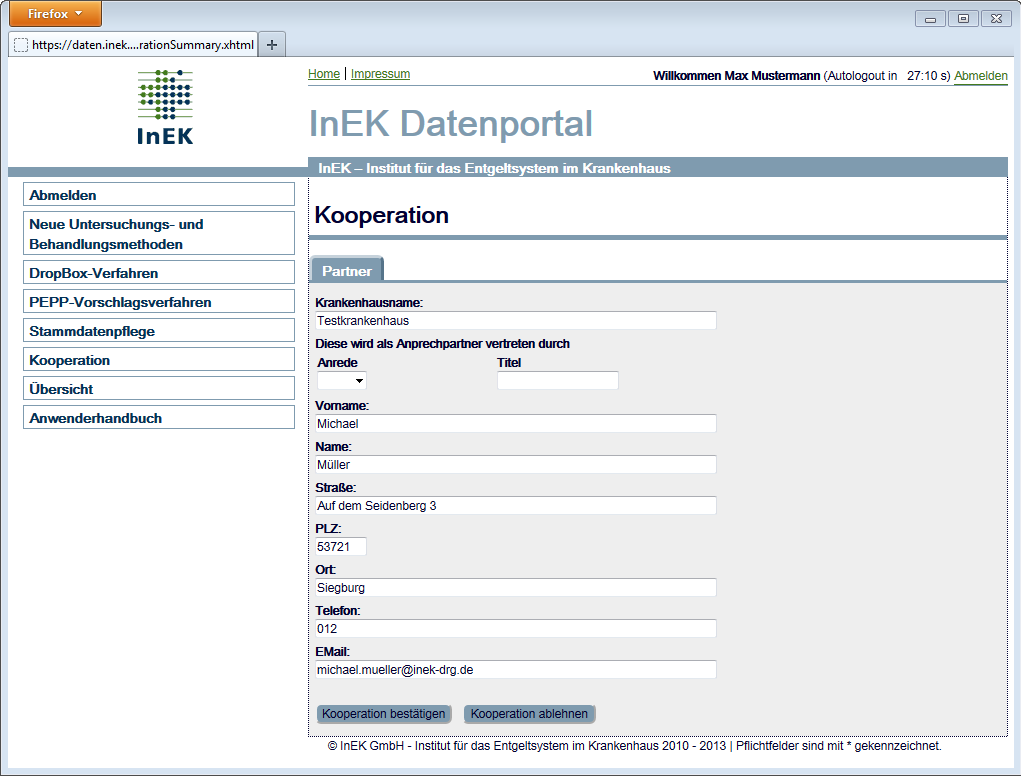 Firefox
https://daten.inek....rationSummary.xhtml
InEK
Home | Impressum
Willkommen Max Mustermann (Autologout in 27:10 s) Abmelden
InEK Datenportal
InEK – Institut für das Entgeltsystem im Krankenhaus
Abmelden
Neue Untersuchungs- und
Behandlungsmethoden
DropBox-Verfahren
PEPP-Vorschlagsverfahren
Stammdatenpflege
Kooperation
Übersicht
Anwenderhandbuch
Kooperation
Partner
Krankenhausname:
Testkrankenhaus
Diese wird als Anprechpartner vertreten durch
Anrede Titel
Vorname:
Michael
Name:
Müller
Straße:
Auf dem Seidenberg 3
PLZ:
53721
Ort:
Siegburg
Telefon:
012
EMail:
michael.mueller@inek-drg.de
Kooperation bestätigen Kooperation ablehnen
© InEK GmbH - Institut für das Entgeltsystem im Krankenhaus 2010 - 2013 | Pflichtfelder sind mit * gekennzeichnet.